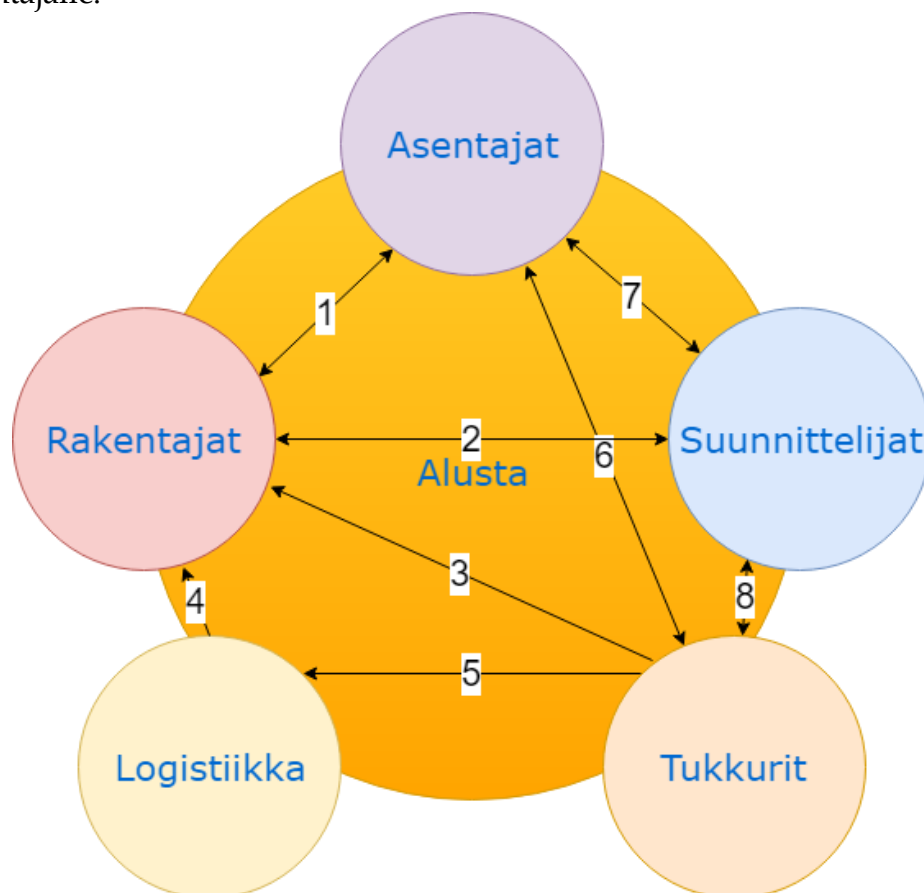 Asentajat
1
7
Rakentajat
2
6
Suunnittelijat
Alusta
3
4
8
5
Logistiikka
Tukkurit